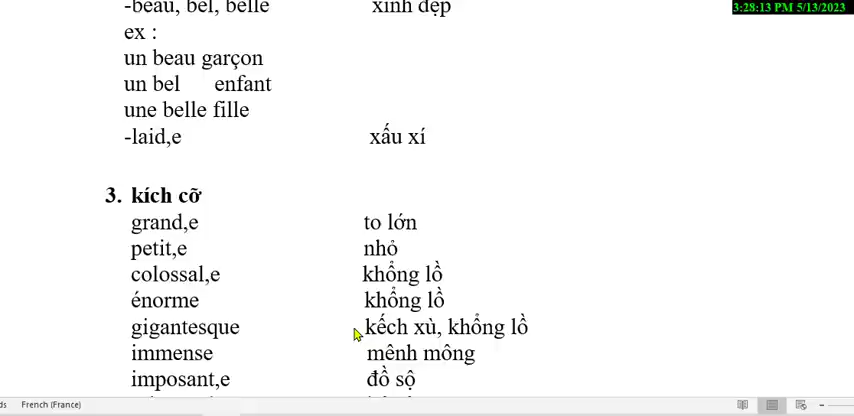 3:28:13 PM 5/13/2023
-beau, bel, belle xinh đẹp
ex :
un beau garçon
un bel enfant
une belle fille
-laid,e xấu xí
3. kích cỡ
grand,e to lớn
petit,e nhỏ
colossal,e khổng lồ
énorme khổng lồ
gigantesque kếch xù, khổng lồ
immense mênh mông
imposant,e đồ sộ
French (France)